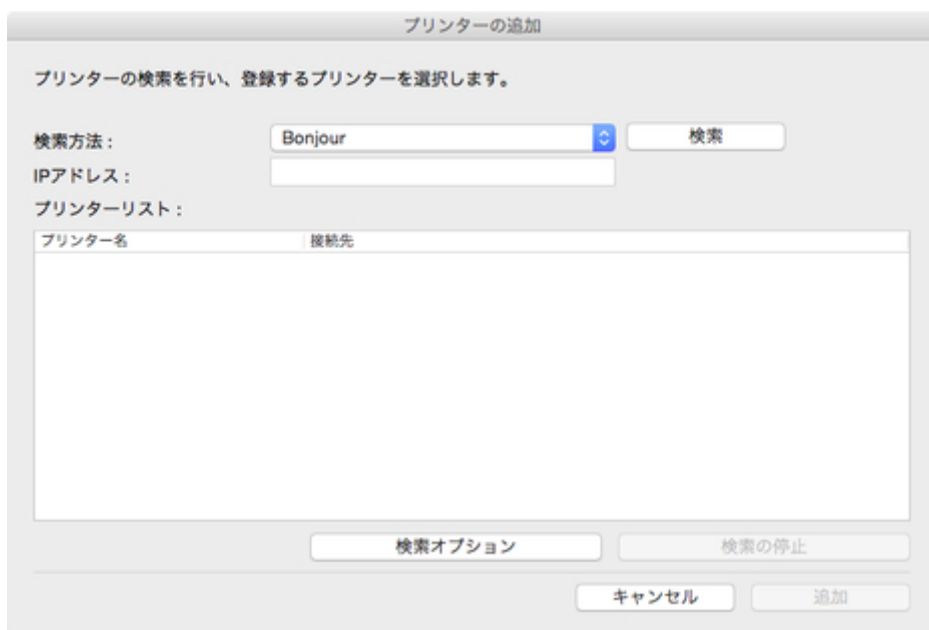 プリンターの追加
プリンターの検索を行い、登録するプリンターを選択します。
検索方法： Bonjour 検索
IPアドレス：
プリンターリスト：
プリンター名 接続先
検索オプション 検索の停止
キャンセル 追加